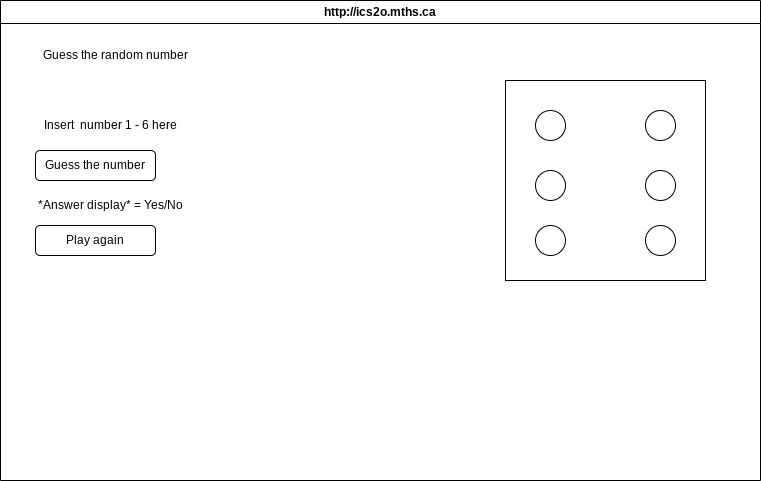 http://ics2o.mths.ca
Guess the random number
Insert  number 1 - 6 here
Guess the number
*Answer display* = Yes/No
Play again